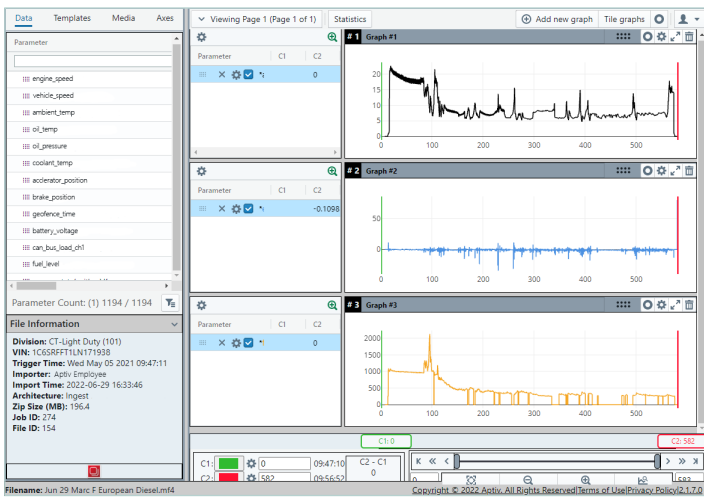 Data Templates Media Axes
Viewing Page 1 (Page 1 of 1) Statistics Add new graph Tile graphs
Parameter
engine_speed
vehicle_speed
ambient_temp
oil_temp
oil_pressure
coolant_temp
acclerator_position
brake_position
geofence_time
battery_voltage
can_bus_load_ch1
fuel_level
Parameter Count: (1) 1194 / 1194
File Information
Division: CT-Light Duty (101)
VIN: 1C6SRFFT1LN171938
Trigger Time: Wed May 05 2021 09:47:11
Importer: Aptiv Employee
Import Time: 2022-06-29 16:33:46
Architecture: Ingest
Zip Size (MB): 196.4
Job ID: 274
File ID: 154
Parameter C1 C2
0
# 1 Graph #1
20
15
10
5
0
0 100 200 300 400 500
Parameter C1 C2
-0.1098
# 2 Graph #2
50
0
0 100 200 300 400 500
Parameter C1 C2
0
# 3 Graph #3
2000
1500
1000
500
0
0 100 200 300 400 500
C1: 0 C2: 582
C1: 0 09:47:10 C2 - C1
0
C2: 582 09:56:52
0 583
Filename: Jun 29 Marc F European Diesel.mf4 Copyright © 2022 Aptiv. All Rights Reserved|Terms of Use|Privacy Policy|2.1.7.0